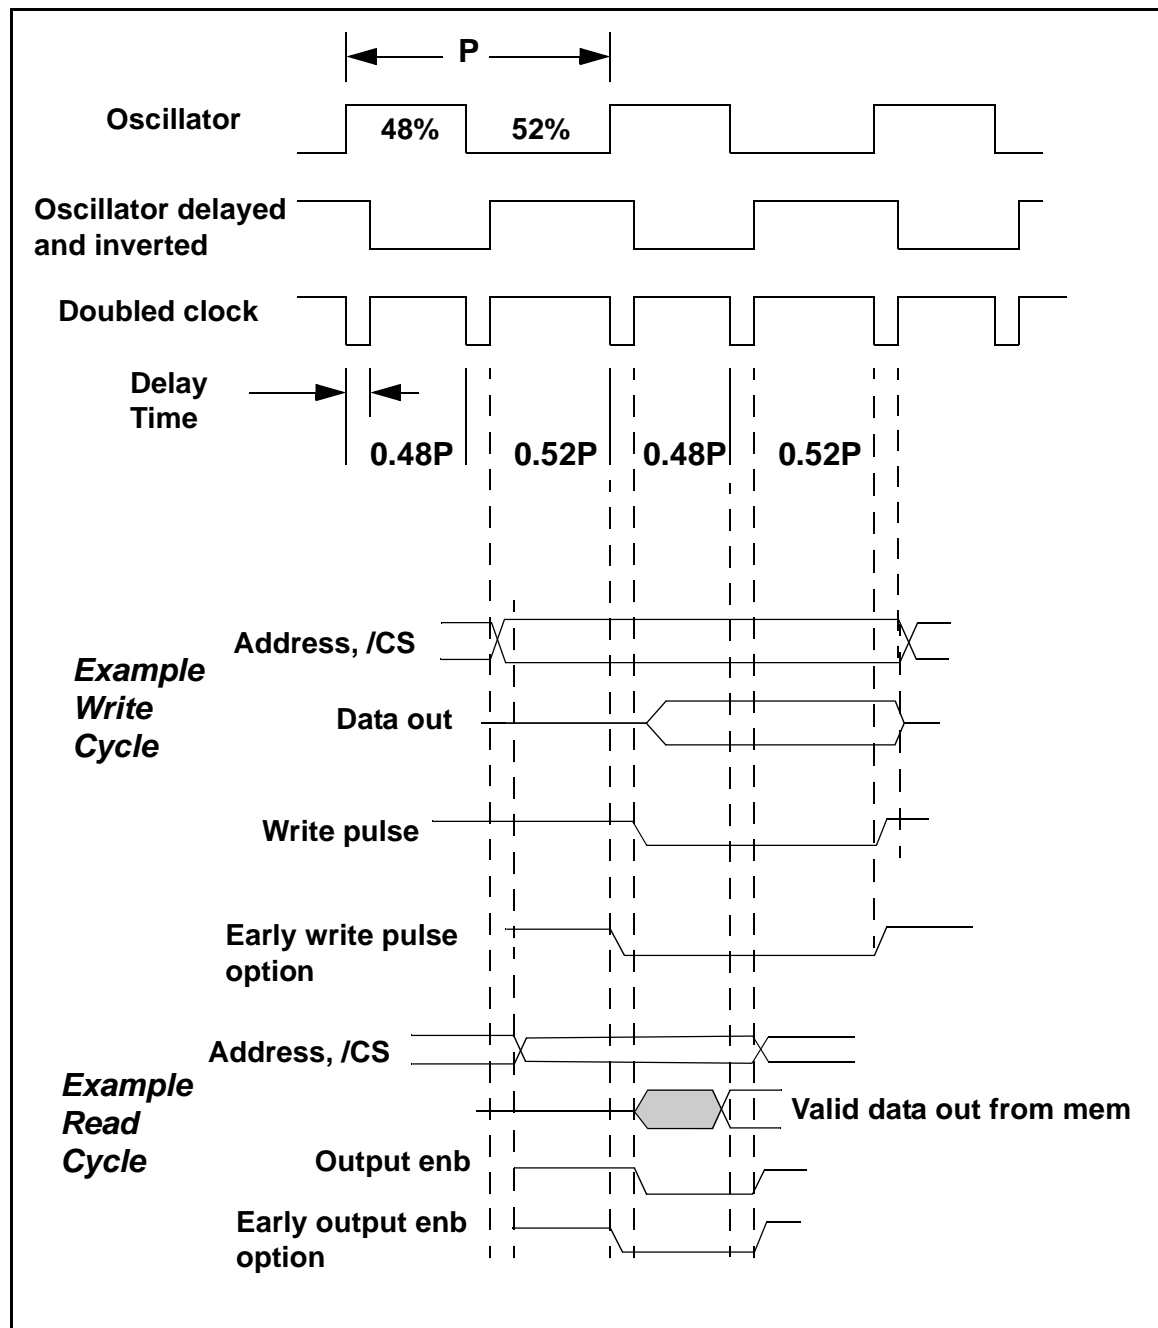 P
Oscillator
48%
52%
Oscillator delayed
and inverted
Doubled clock
Delay
Time
0.48P
0.52P
0.48P
0.52P
Example
Write
Cycle
Address, /CS
Data out
Write pulse
Early write pulse
option
Example
Read
Cycle
Address, /CS
Valid data out from mem
Output enb
Early output enb
option